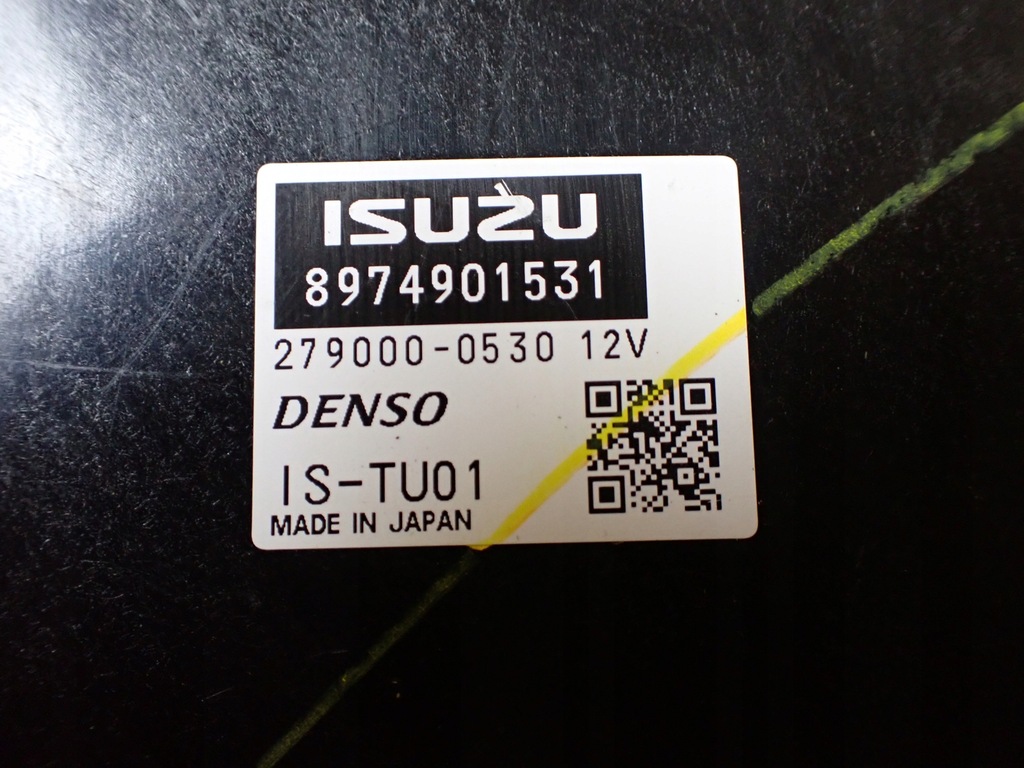 ISUZU
8974901531
279000-0530 12V
DENSO
IS-TU01
MADE IN JAPAN